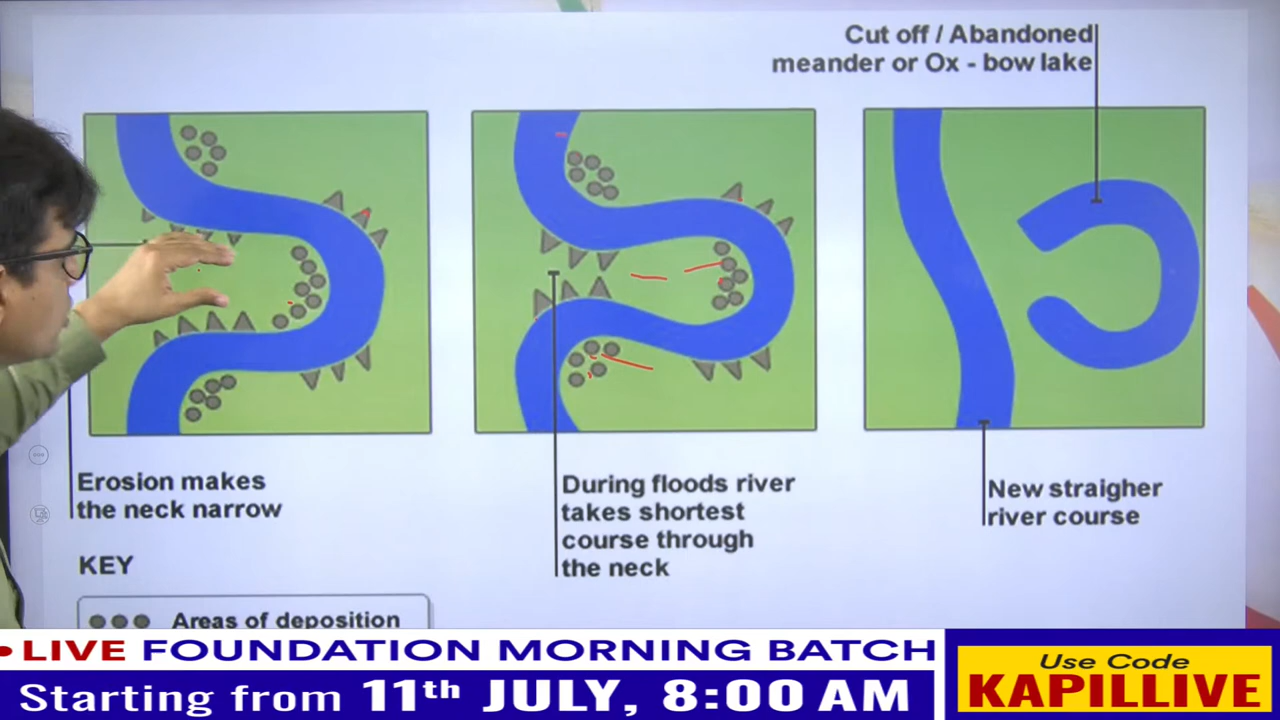 Cut off / Abandoned
meander or Ox - bow lake
Erosion makes
the neck narrow
During floods river
takes shortest
course through
the neck
New straigher
river course
KEY
Areas of deposition
• LIVE FOUNDATION MORNING BATCH
Starting from 11th JULY, 8:00 AM
Use Code
KAPILLIVE